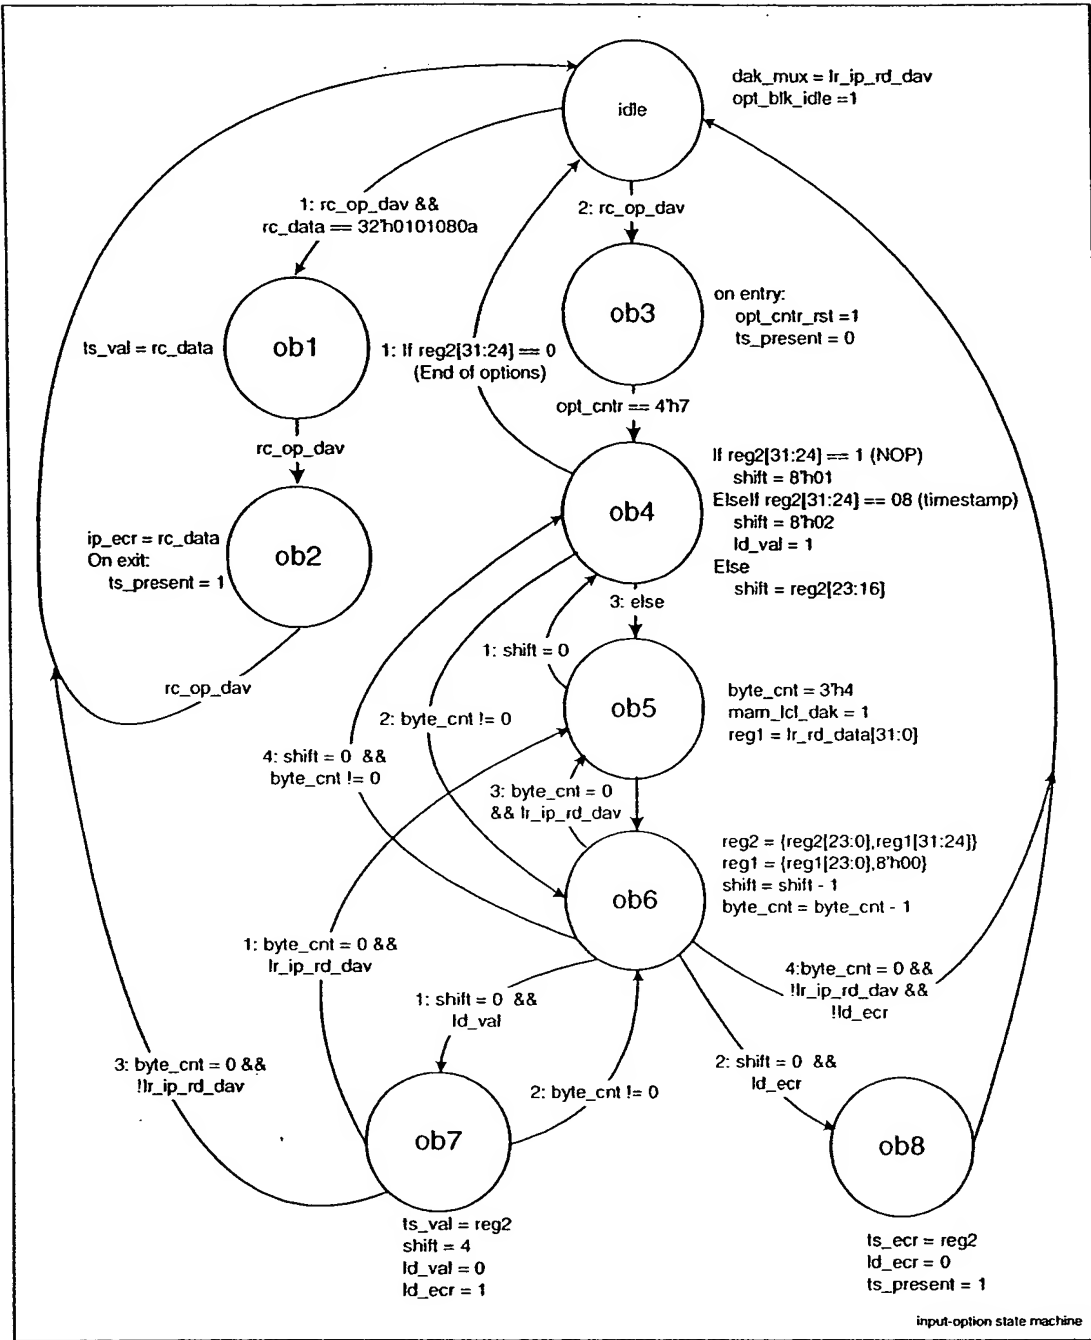 idle
dak_mux = lr_ip_rd_dav
opt_blk_idle =1
1: rc_op_dav &&
rc_data == 32'h0101080a
2: rc_op_dav
ob3
on entry:
opt_cntr_rst =1
ts_present = 0
ob1
ts_val = rc_data
1: If reg2[31:24] == 0
(End of options)
opt_cntr == 4'h7
rc_op_dav
ob4
If reg2[31:24] == 1 (NOP)
shift = 8'h01
ElseIf reg2[31:24] == 08 (timestamp)
shift = 8'h02
ld_val = 1
Else
shift = reg2[23:16]
ip_ecr = rc_data
On exit:
ts_present = 1
ob2
3: else
1: shift = 0
rc_op_dav
ob5
byte_cnt = 3'h4
mam_lcl_dak = 1
reg1 = lr_rd_data[31:0]
2: byte_cnt != 0
4: shift = 0 &&
byte_cnt != 0
3: byte_cnt = 0
&& lr_ip_rd_dav
ob6
reg2 = {reg2[23:0],reg1[31:24]}
reg1 = {reg1[23:0],8'h00}
shift = shift - 1
byte_cnt = byte_cnt - 1
1: byte_cnt = 0 &&
lr_ip_rd_dav
4:byte_cnt = 0 &&
!lr_ip_rd_dav &&
!ld_ecr
1: shift = 0 &&
ld_val
3: byte_cnt = 0 &&
!lr_ip_rd_dav
2: shift = 0 &&
ld_ecr
2: byte_cnt != 0
ob7
ob8
ts_val = reg2
shift = 4
ld_val = 0
ld_ecr = 1
ts_ecr = reg2
ld_ecr = 0
ts_present = 1
input-option state machine